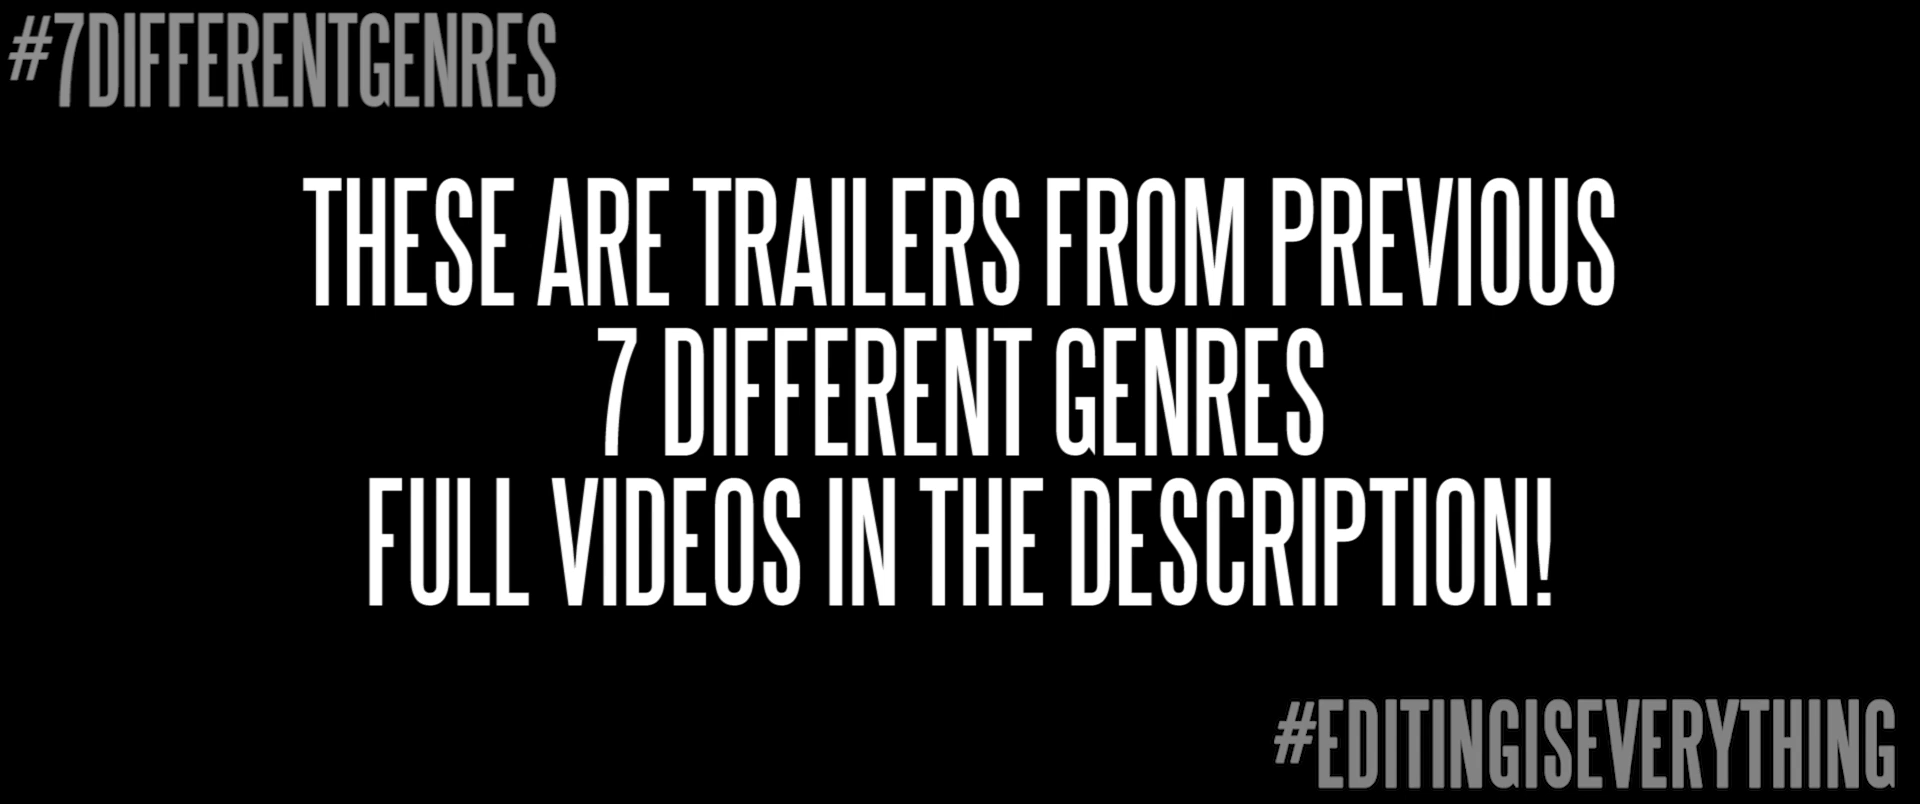 #7DIFFERENTGENRES
THESE ARE TRAILERS FROM PREVIOUS
7 DIFFERENT GENRES
FULL VIDEOS IN THE DESCRIPTION!
#EDITINGISEVERYTHING